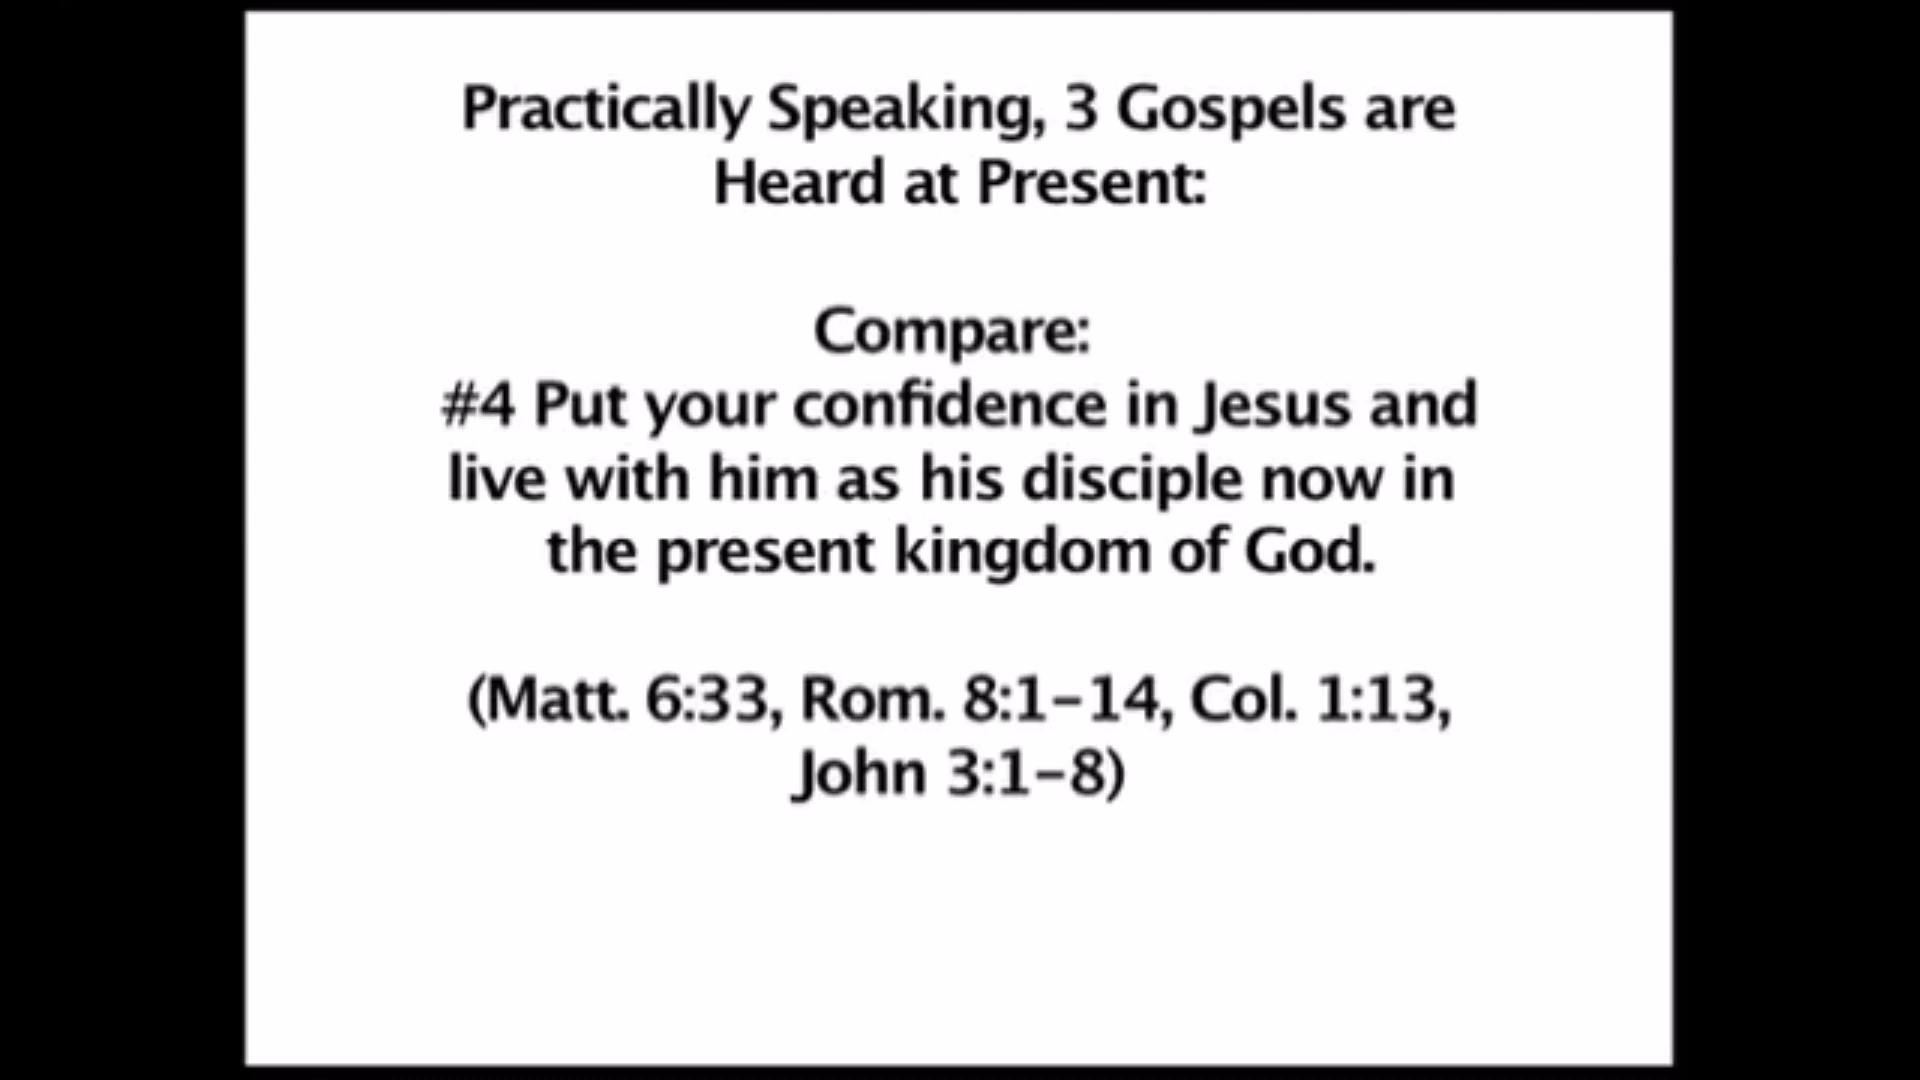 Practically Speaking, 3 Gospels are
Heard at Present:
Compare:
#4 Put your confidence in Jesus and
live with him as his disciple now in
the present kingdom of God.
(Matt. 6:33, Rom. 8:1–14, Col. 1:13,
John 3:1–8)